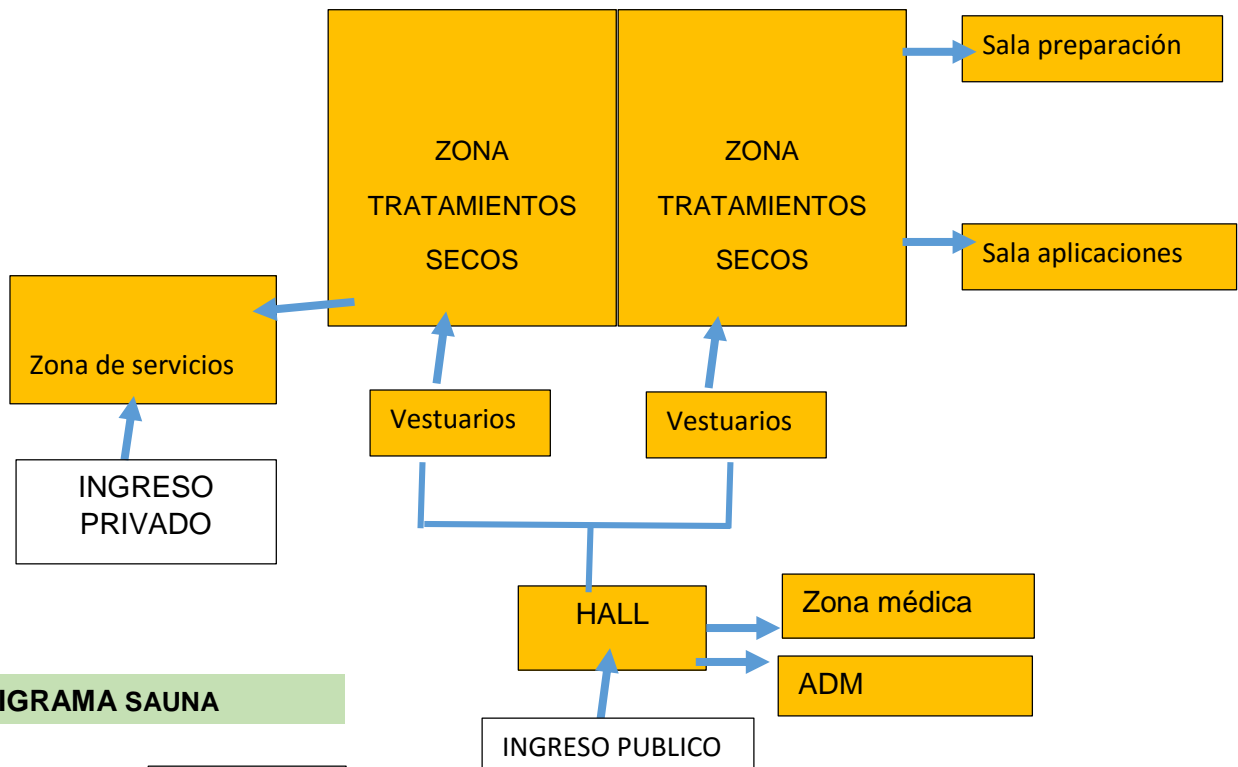 Sala preparación
ZONA
TRATAMIENTOS
SECOS
ZONA
TRATAMIENTOS
SECOS
Sala aplicaciones
Zona de servicios
Vestuarios
Vestuarios
INGRESO
PRIVADO
HALL
Zona médica
ADM
IGRAMA SAUNA
INGRESO PUBLICO